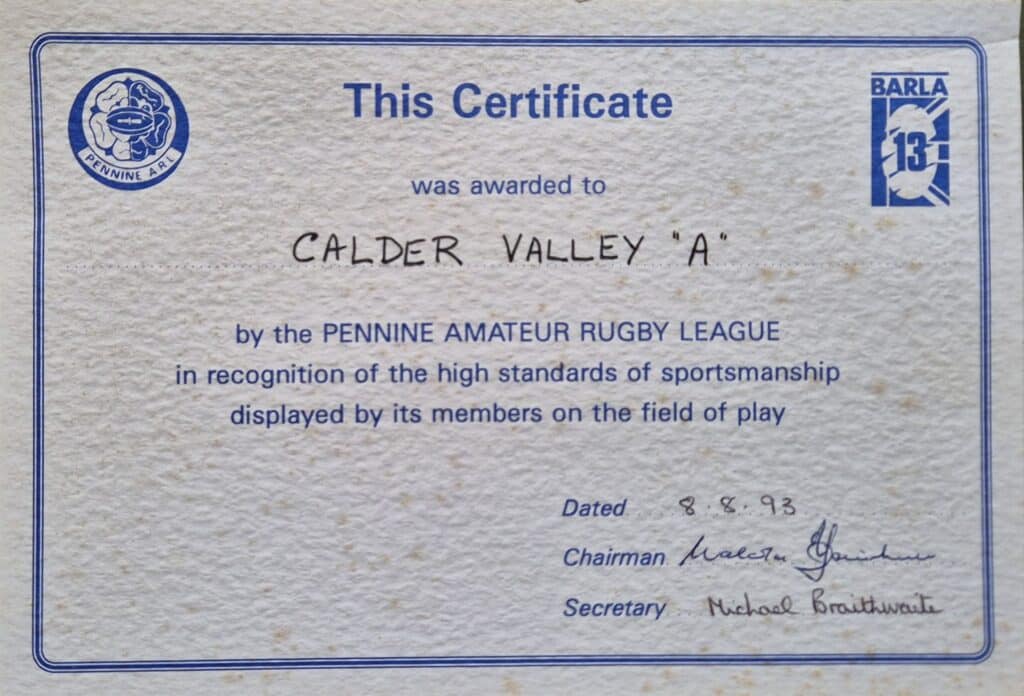 PENNINE A.R.L
BARLA
13
This Certificate
was awarded to
CALDER VALLEY "A"
by the PENNINE AMATEUR RUGBY LEAGUE
in recognition of the high standards of sportsmanship
displayed by its members on the field of play
Dated 8.8.93
Chairman
Secretary Michael Braithwaite